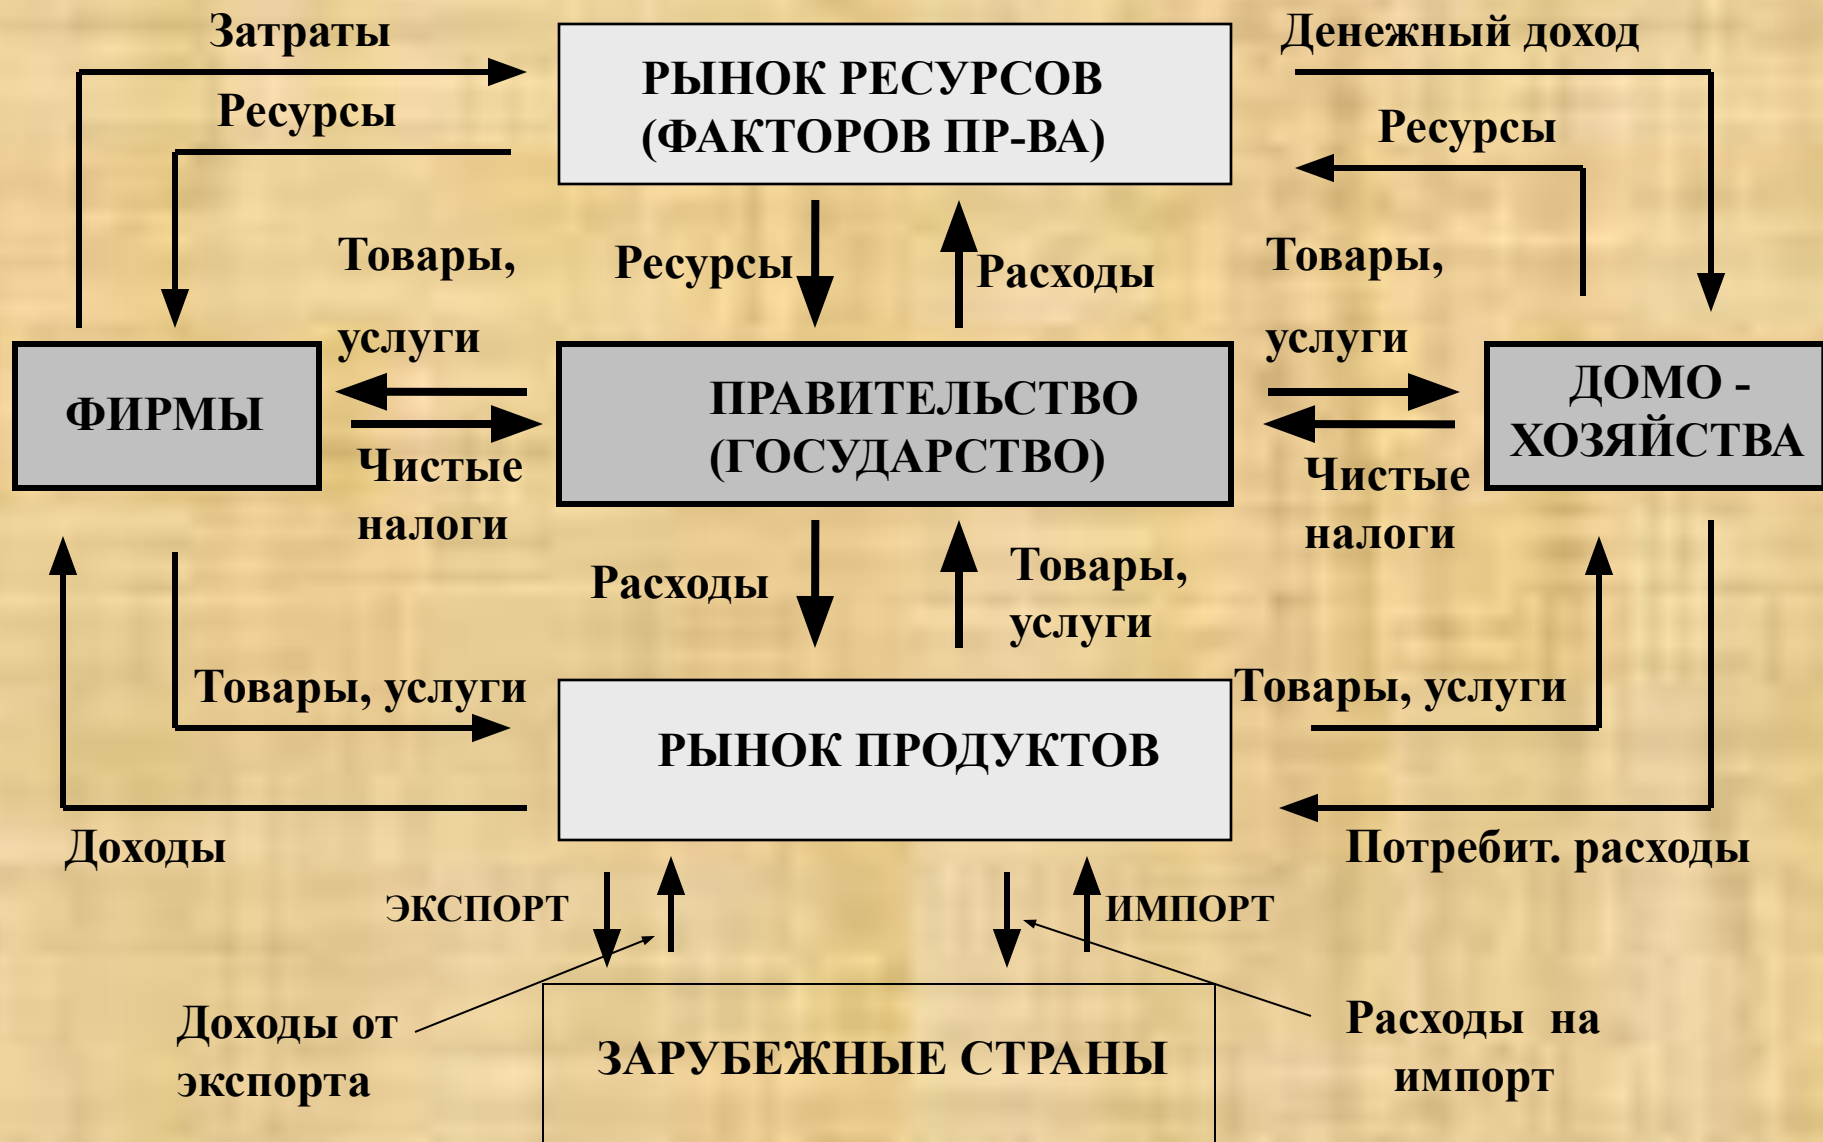 Затраты
Денежный доход
РЫНОК РЕСУРСОВ
(ФАКТОРОВ ПР-ВА)
Ресурсы
Ресурсы
Товары,
услуги
Ресурсы
Расходы
Товары,
услуги
ФИРМЫ
ПРАВИТЕЛЬСТВО
(ГОСУДАРСТВО)
ДОМО -
ХОЗЯЙСТВА
Чистые
налоги
Чистые
налоги
Расходы
Товары,
услуги
Товары, услуги
Товары, услуги
РЫНОК ПРОДУКТОВ
Доходы
Потребит. расходы
ЭКСПОРТ
ИМПОРТ
Доходы от
экспорта
ЗАРУБЕЖНЫЕ СТРАНЫ
Расходы на
импорт